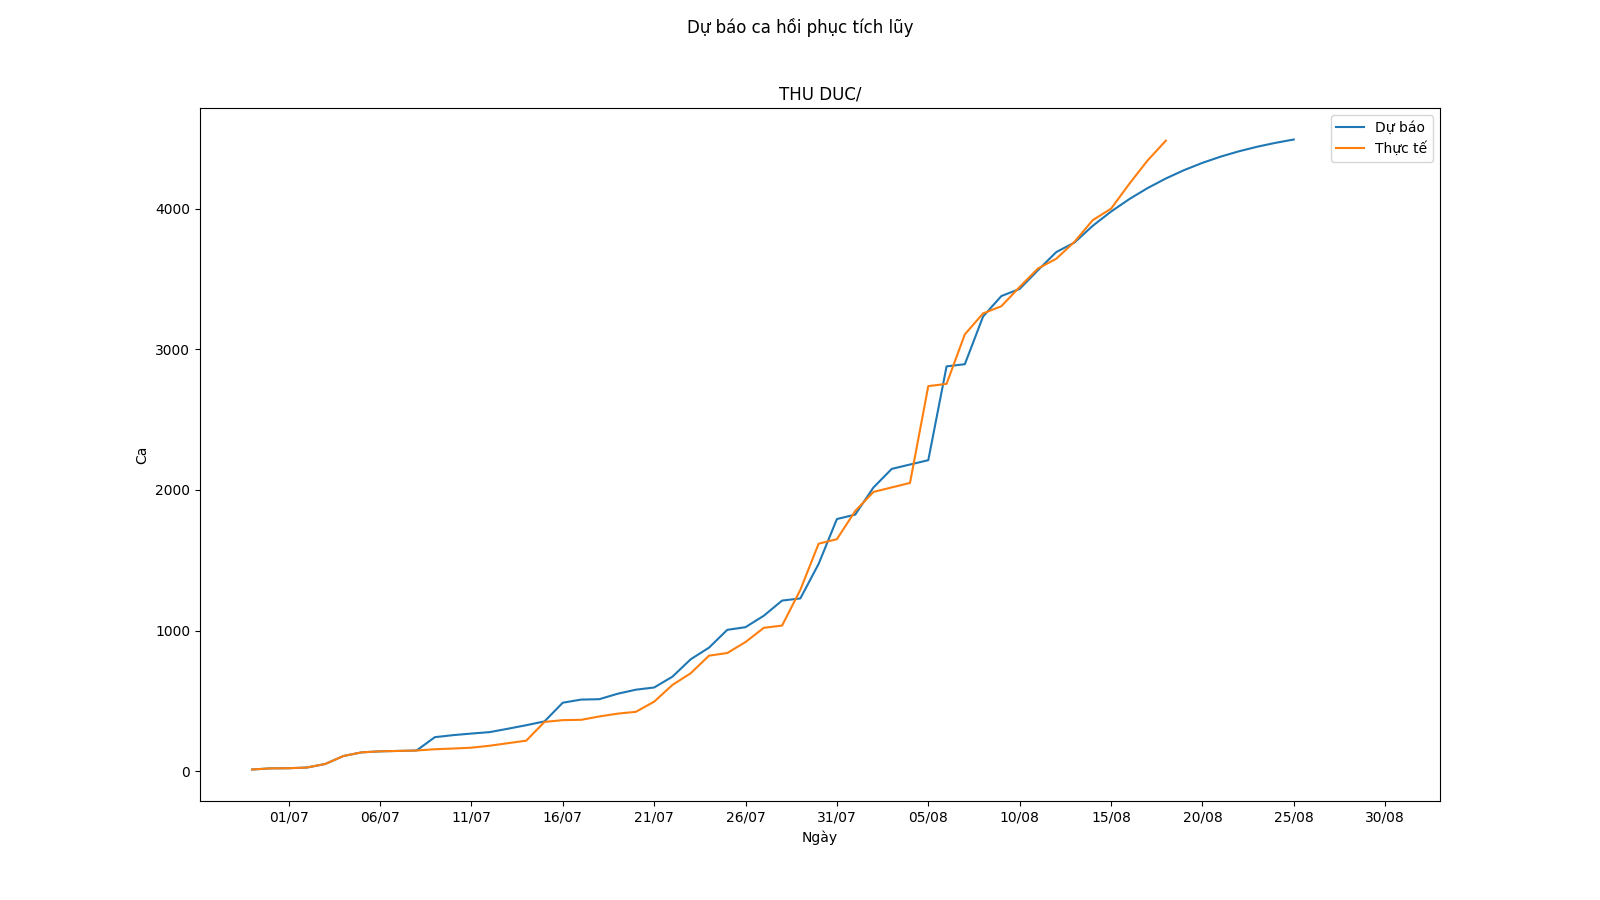 Dự báo ca hồi phục tích lũy
THU DUC/
Dự báo
Thực tế
4000
3000
2000
1000
0
Ca
01/07 06/07 11/07 16/07 21/07 26/07 31/07 05/08 10/08 15/08 20/08 25/08 30/08
Ngày